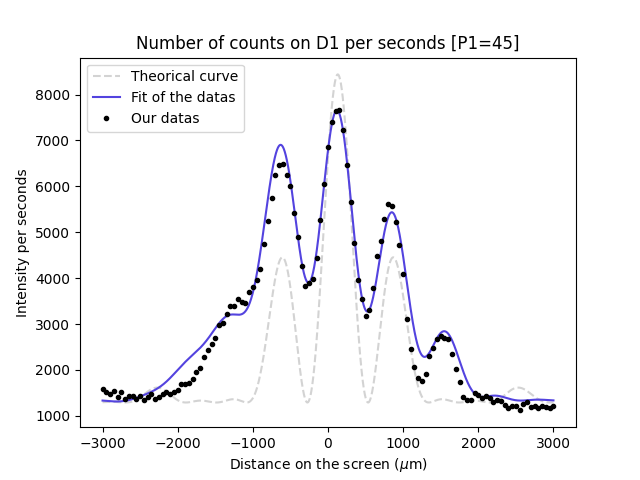 Number of counts on D1 per seconds [P1=45]
Theorical curve
Fit of the datas
Our datas
Intensity per seconds
8000
7000
6000
5000
4000
3000
2000
1000
−3000 −2000 −1000 0 1000 2000 3000
Distance on the screen (μm)